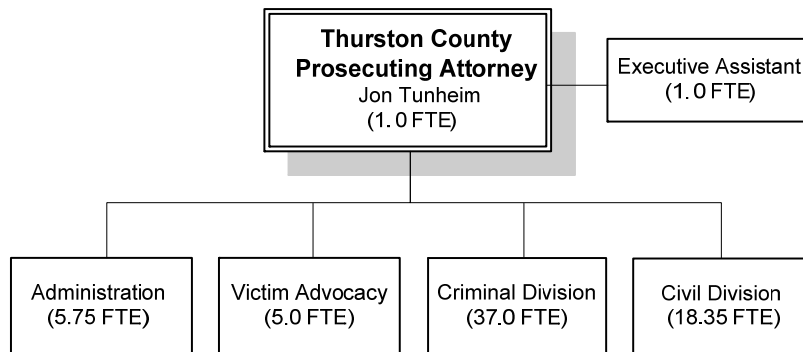 Thurston County
Prosecuting Attorney
Jon Tunheim
(1.0 FTE)
Executive Assistant
(1.0 FTE)
Administration
(5.75 FTE)
Victim Advocacy
(5.0 FTE)
Criminal Division
(37.0 FTE)
Civil Division
(18.35 FTE)